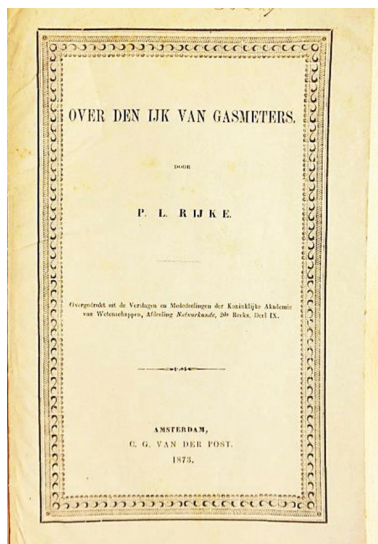 OVER DEN IJK VAN GASMETERS.
DOOR
P. L. RIJKE.
Overgedrukt uit de Verslagen en Mededeelingen der Koninklijke Akademie
van Wetenschappen, Afdeeling Natuurkunde, 2de Reeks, Deel IX.
AMSTERDAM,
C. G. VAN DER POST.
1875.